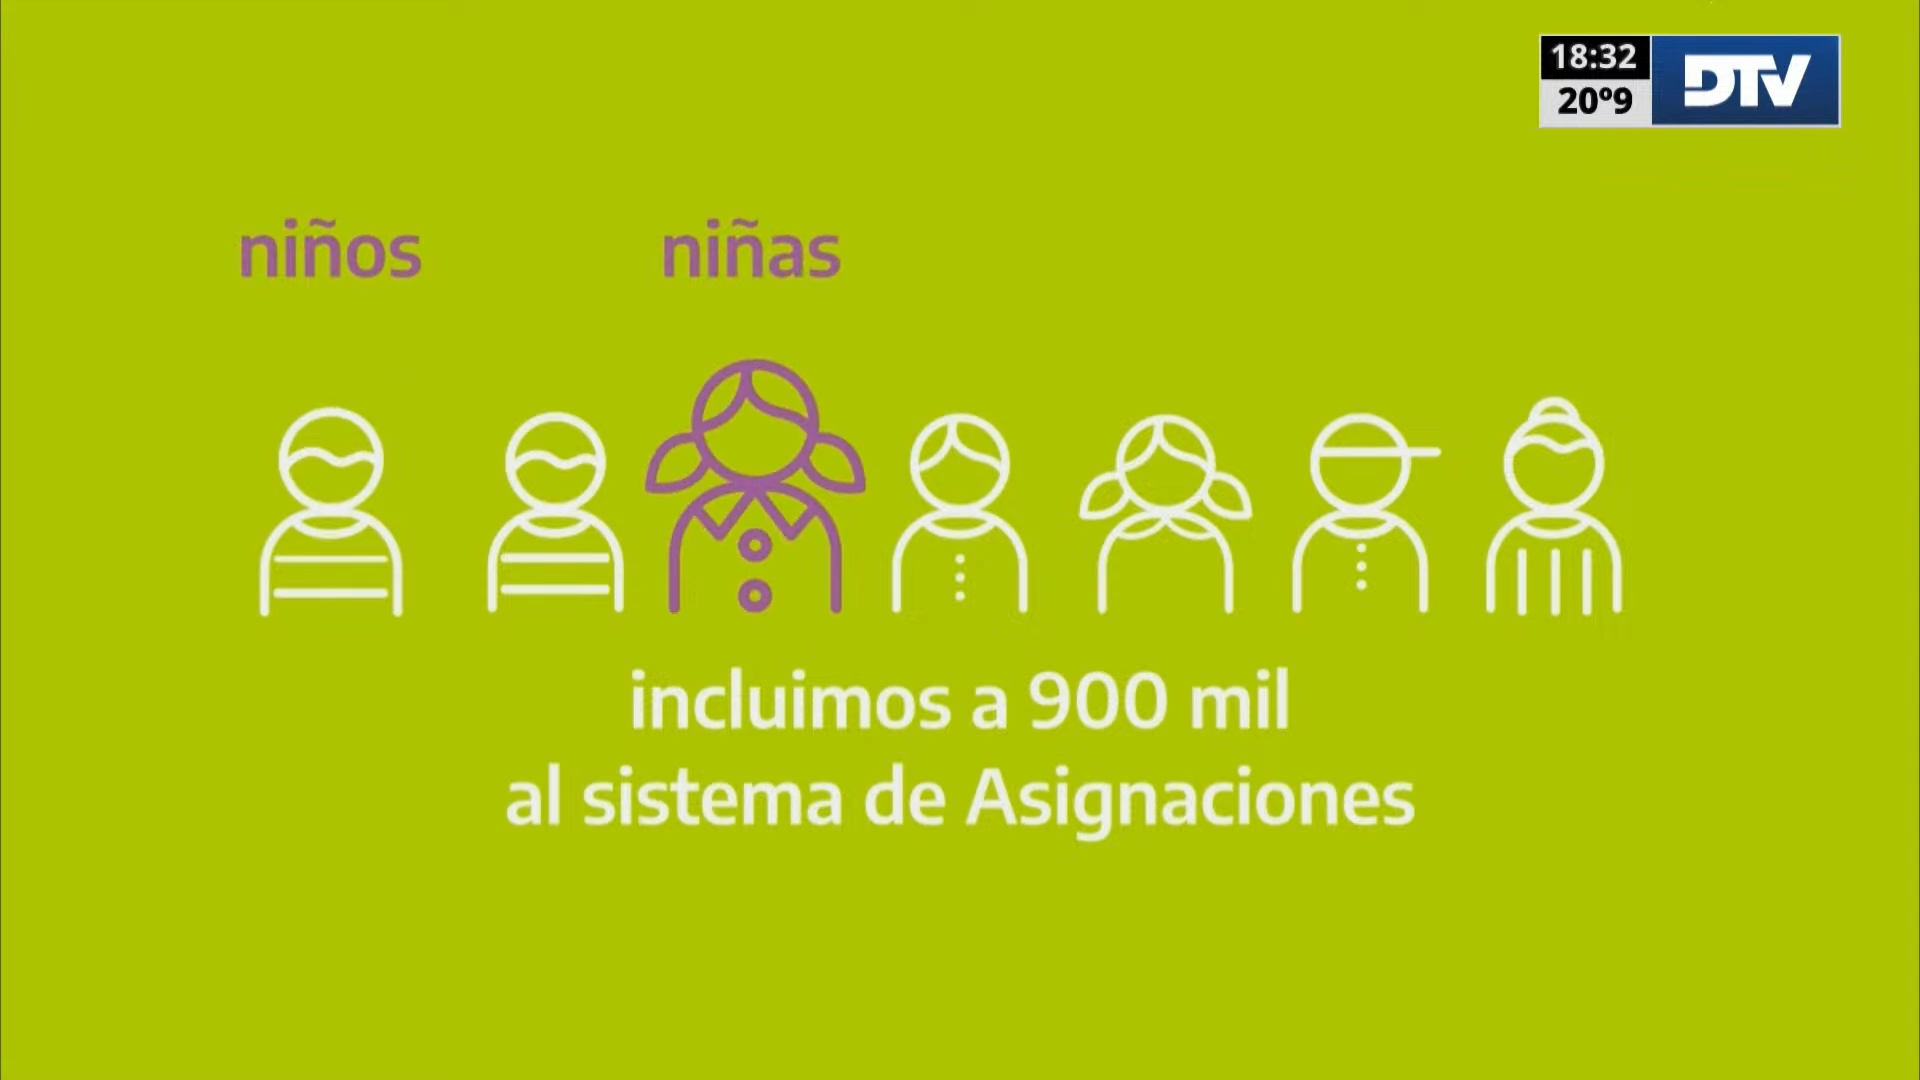 18:32
20º9
DTV
niños niñas
incluimos a 900 mil
al sistema de Asignaciones